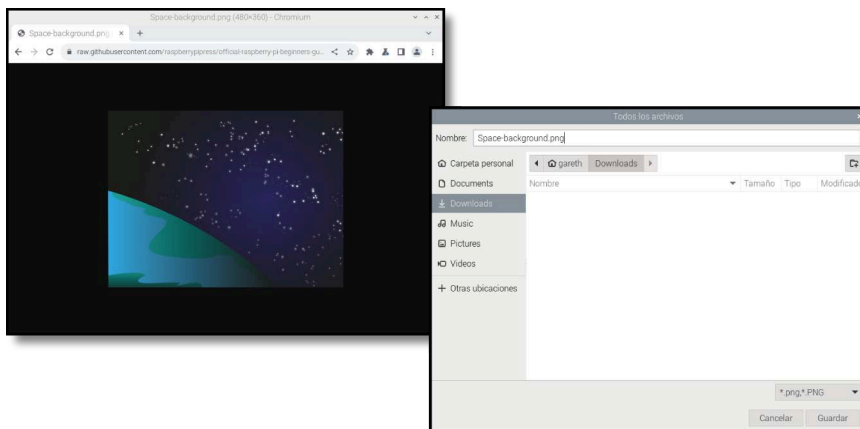 Space-background.png (480×360) - Chromium
Space-background.png
raw.githubusercontent.com/raspberrypipress/official-raspberry-pi-beginners-gu...
Todos los archivos
Nombre: Space-background.png
Carpeta personal
gareth Downloads
Documents
Nombre Tamaño Tipo Modificado
Downloads
Music
Pictures
Videos
Otras ubicaciones
*.png,*.PNG
Cancelar Guardar